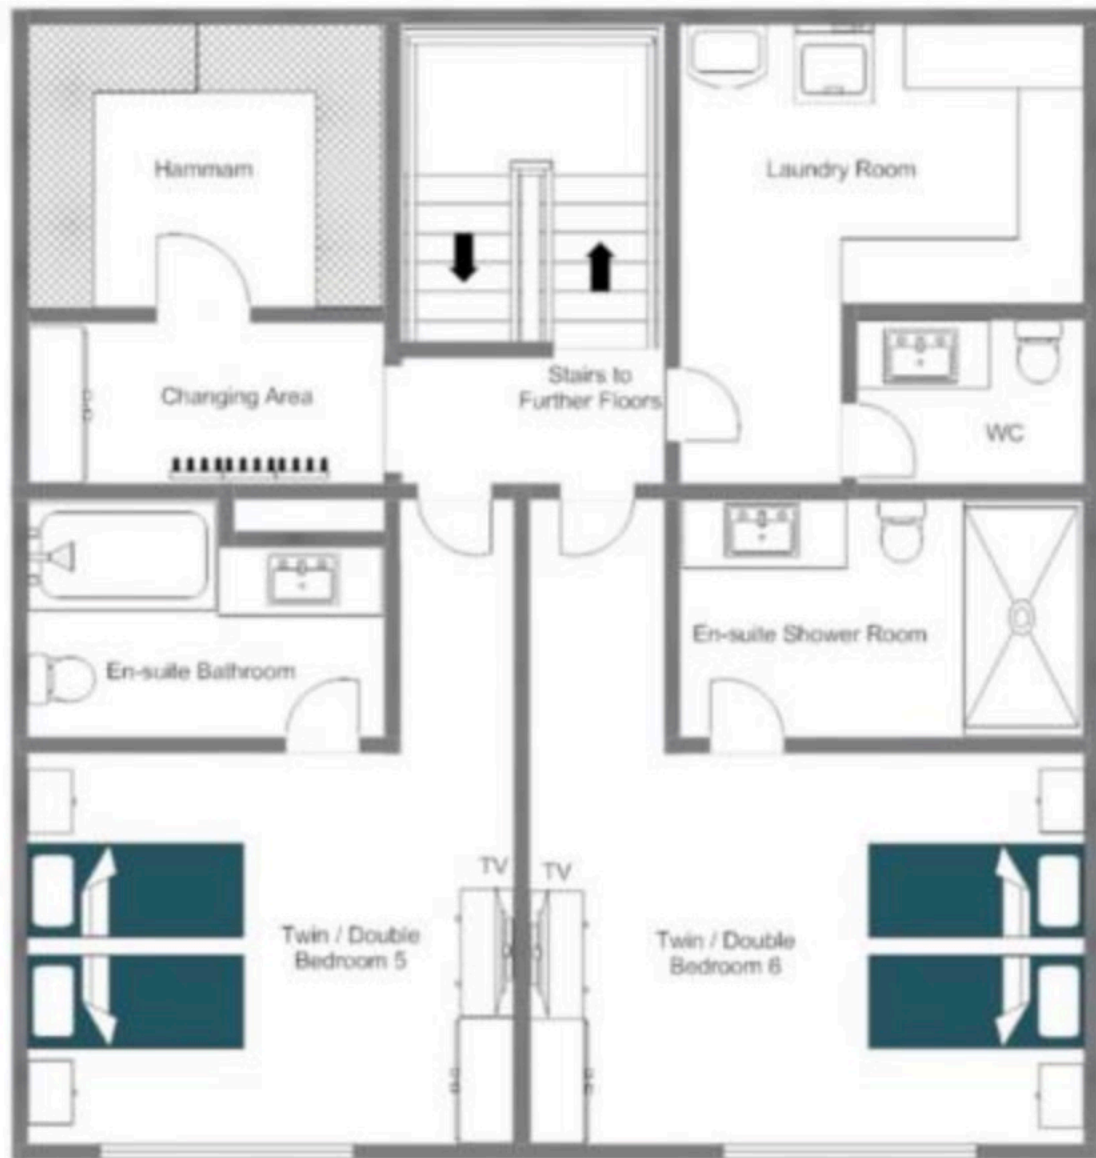 Hammam
Laundry Room
Stairs to
Further Floors
Changing Area
WC
En-suite Bathroom
En-suite Shower Room
TV
TV
Twin / Double
Bedroom 5
Twin / Double
Bedroom 6